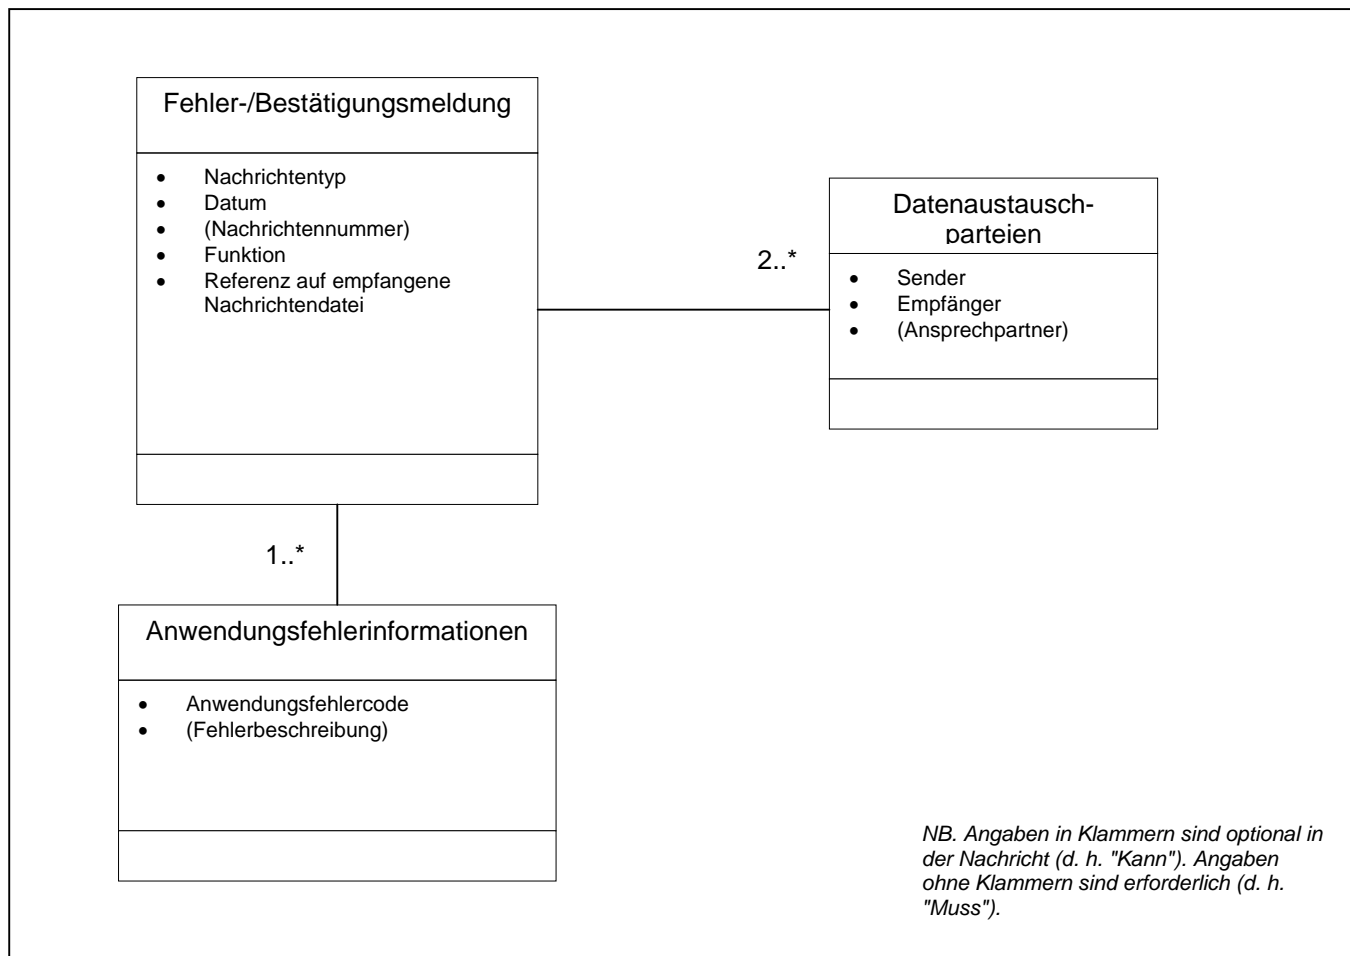 Fehler-/Bestätigungsmeldung
• Nachrichtentyp
• Datum
• (Nachrichtennummer)
• Funktion
• Referenz auf empfangene
Nachrichtendatei
2..*
Datenaustausch-
parteien
• Sender
• Empfänger
• (Ansprechpartner)
1..*
Anwendungsfehlerinformationen
• Anwendungsfehlercode
• (Fehlerbeschreibung)
NB. Angaben in Klammern sind optional in
der Nachricht (d. h. "Kann"). Angaben
ohne Klammern sind erforderlich (d. h.
"Muss").